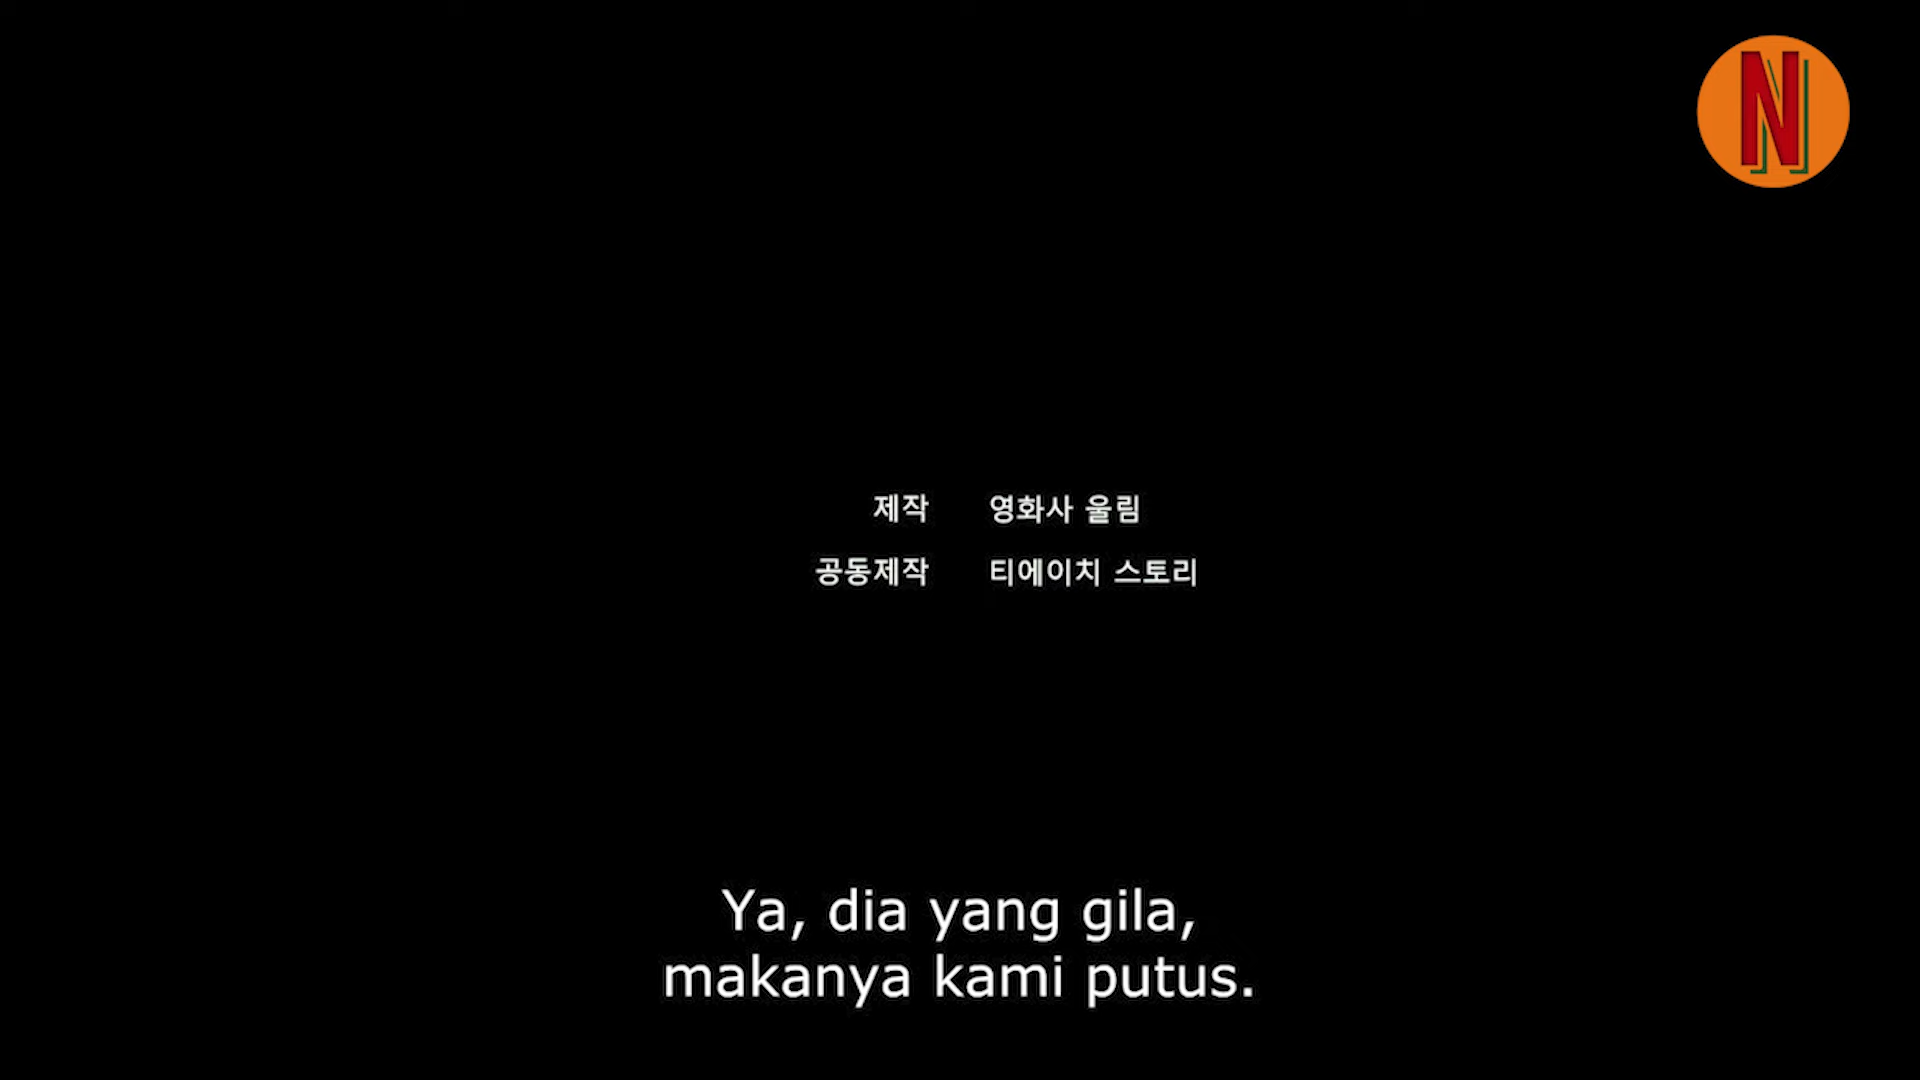 N
제작 영화사 울림
공동제작 티에이치 스토리
Ya, dia yang gila,
makanya kami putus.